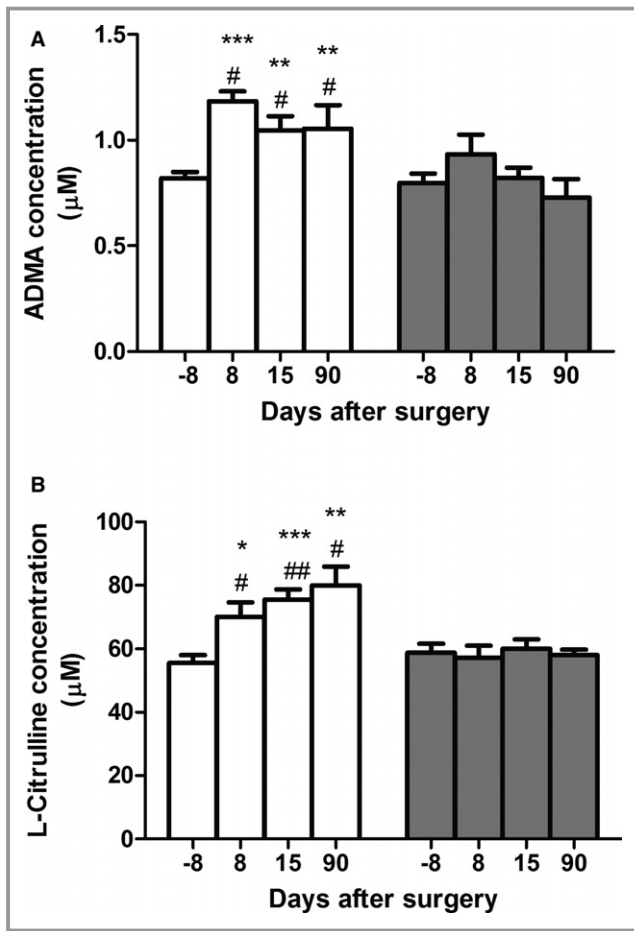 A
ADMA concentration
(μM)
1.5
1.0
0.5
0.0
*** ** **
# # #
-8 8 15 90 -8 8 15 90
Days after surgery
B
L-Citrulline concentration
(μM)
100
80
60
40
20
0
* *** **
# ## #
-8 8 15 90 -8 8 15 90
Days after surgery